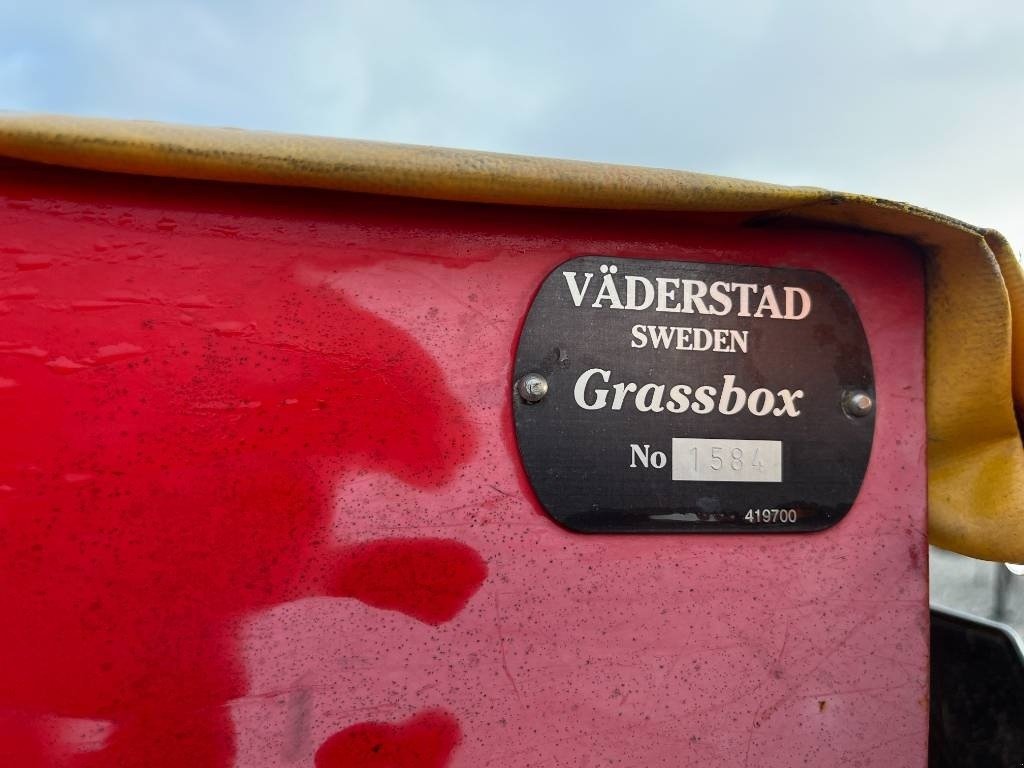 VÄDERSTAD
SWEDEN
Grassbox
No 1584
419700